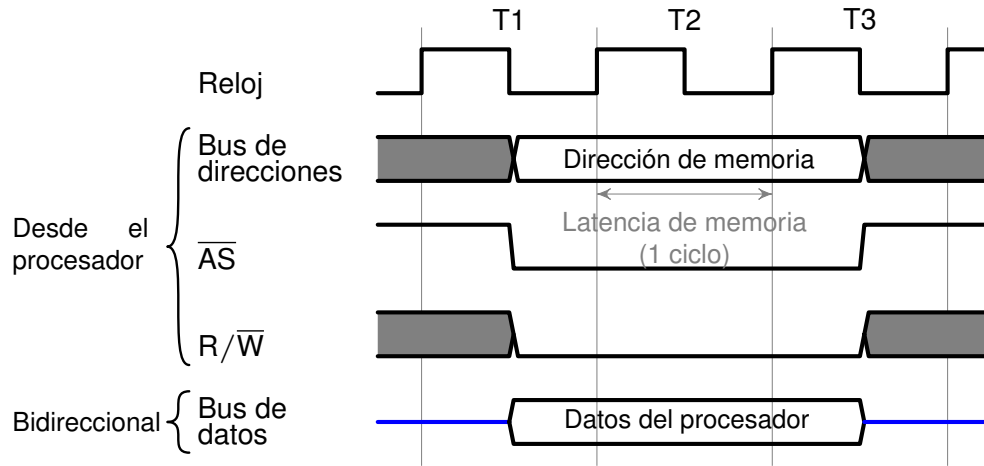 T1 T2 T3
Reloj
Bus de
direcciones
Dirección de memoria
Latencia de memoria
(1 ciclo)
Desde el
procesador
A̅S̅
R/W̅
Bidireccional
Bus de
datos
Datos del procesador